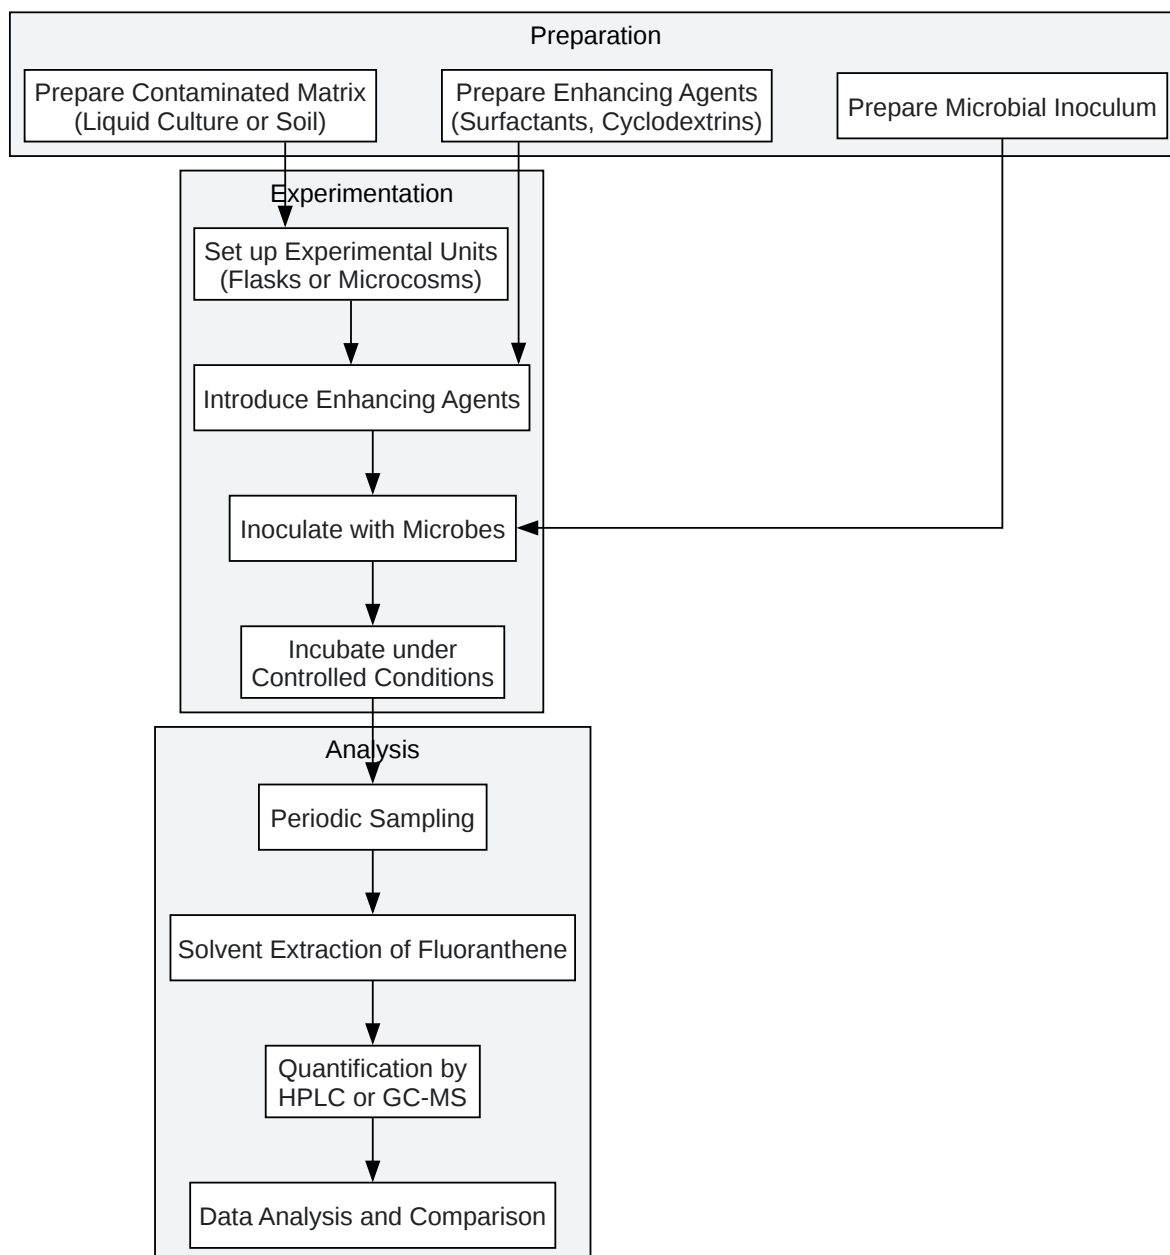 Preparation
Prepare Contaminated Matrix
(Liquid Culture or Soil)
Prepare Enhancing Agents
(Surfactants, Cyclodextrins)
Prepare Microbial Inoculum
Experimentation
Set up Experimental Units
(Flasks or Microcosms)
Introduce Enhancing Agents
Inoculate with Microbes
Incubate under
Controlled Conditions
Analysis
Periodic Sampling
Solvent Extraction of Fluoranthene
Quantification by
HPLC or GC-MS
Data Analysis and Comparison